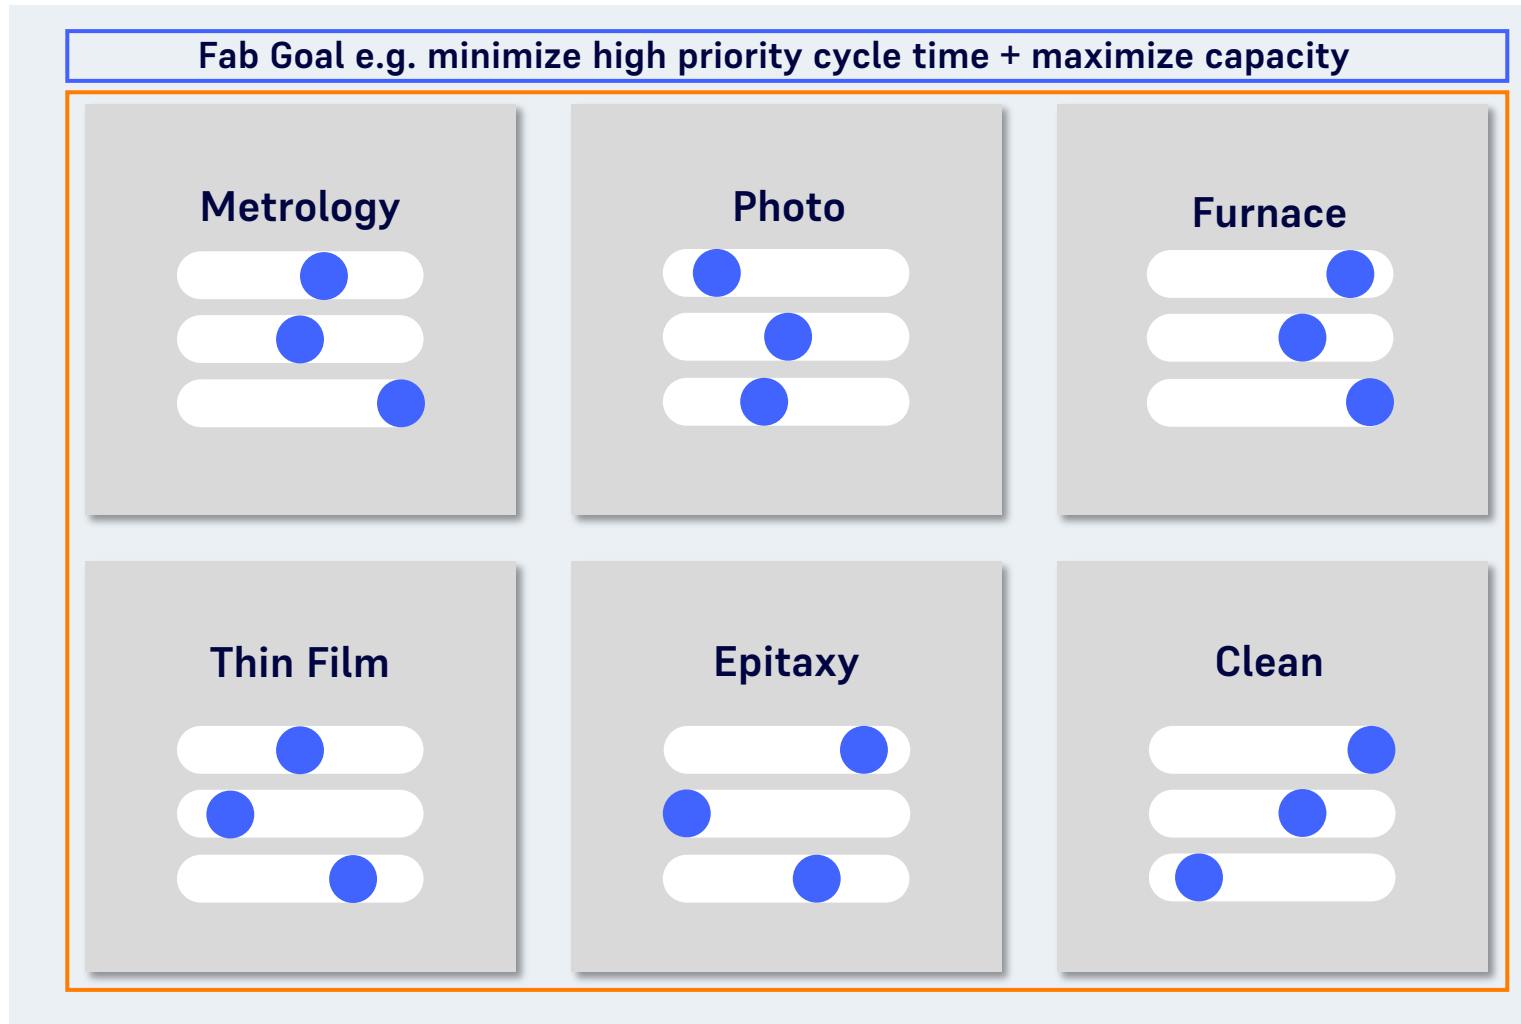 Fab Goal e.g. minimize high priority cycle time + maximize capacity
Metrology
Photo
Furnace
Thin Film
Epitaxy
Clean